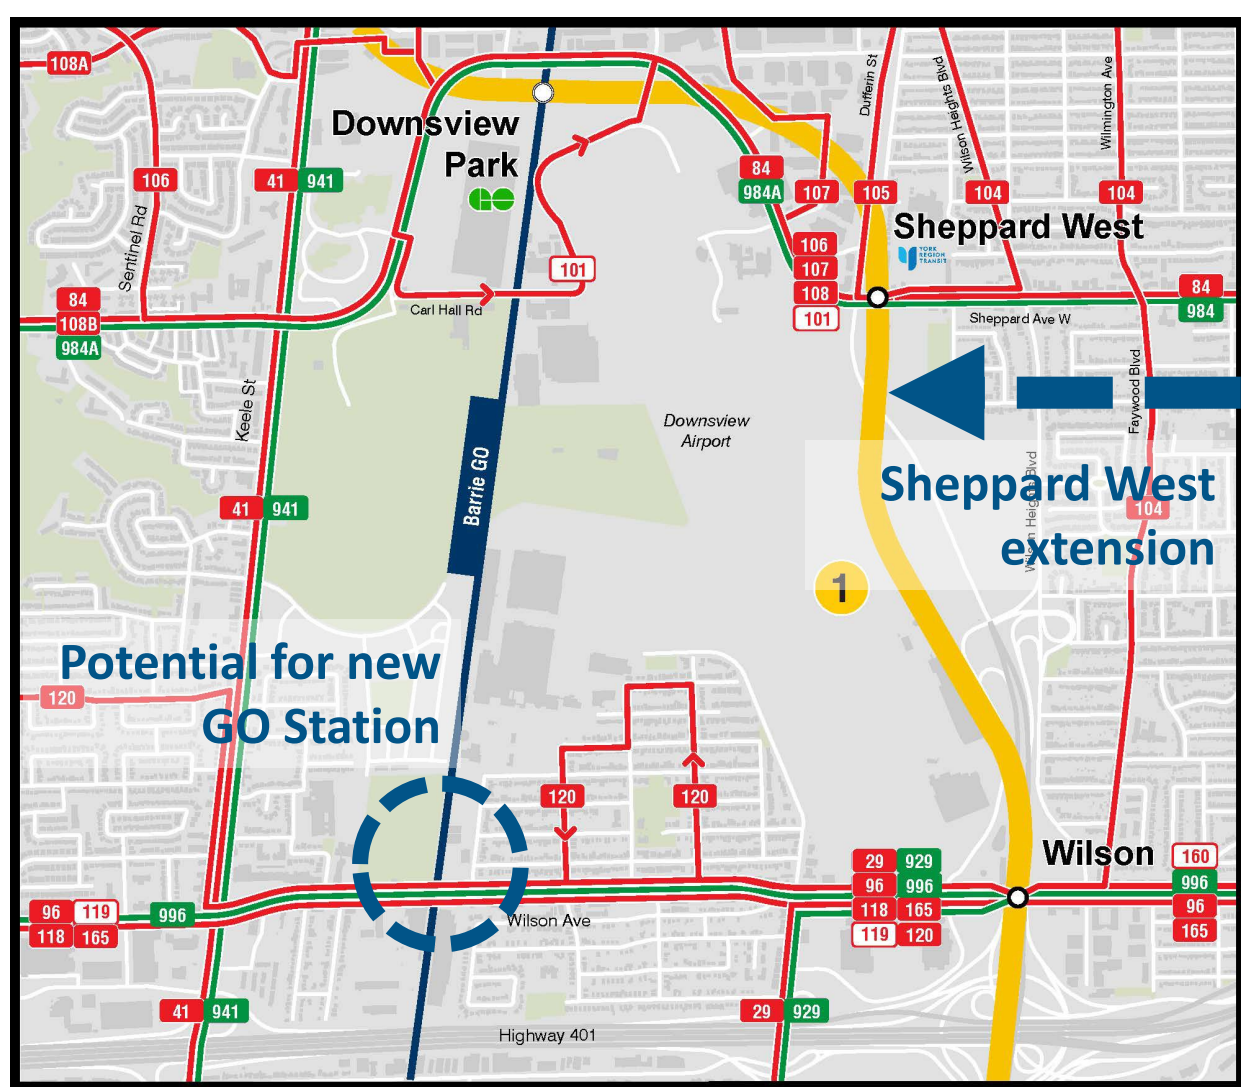 108A
Downsview
Park
GO
106
41 941
Sentinel Rd
84
108B
984A
101
Carl Hall Rd
Keele St
84
984A
107
105
104
104
Dufferin St
Wilson Heights Blvd
Wilmington Ave
Sheppard West
YORK
REGION
TRANSIT
106
107
108
101
84
984
Sheppard Ave W
Faywood Blvd
Downsview
Airport
Barrie GO
41 941
Sheppard West
extension
Wilson Heights Blvd
104
1
Potential for new
GO Station
120
120
120
Wilson
29 929
96 996
118 165
119 120
160
996
96
165
96 119
118 165
996
Wilson Ave
41 941
29 929
Highway 401